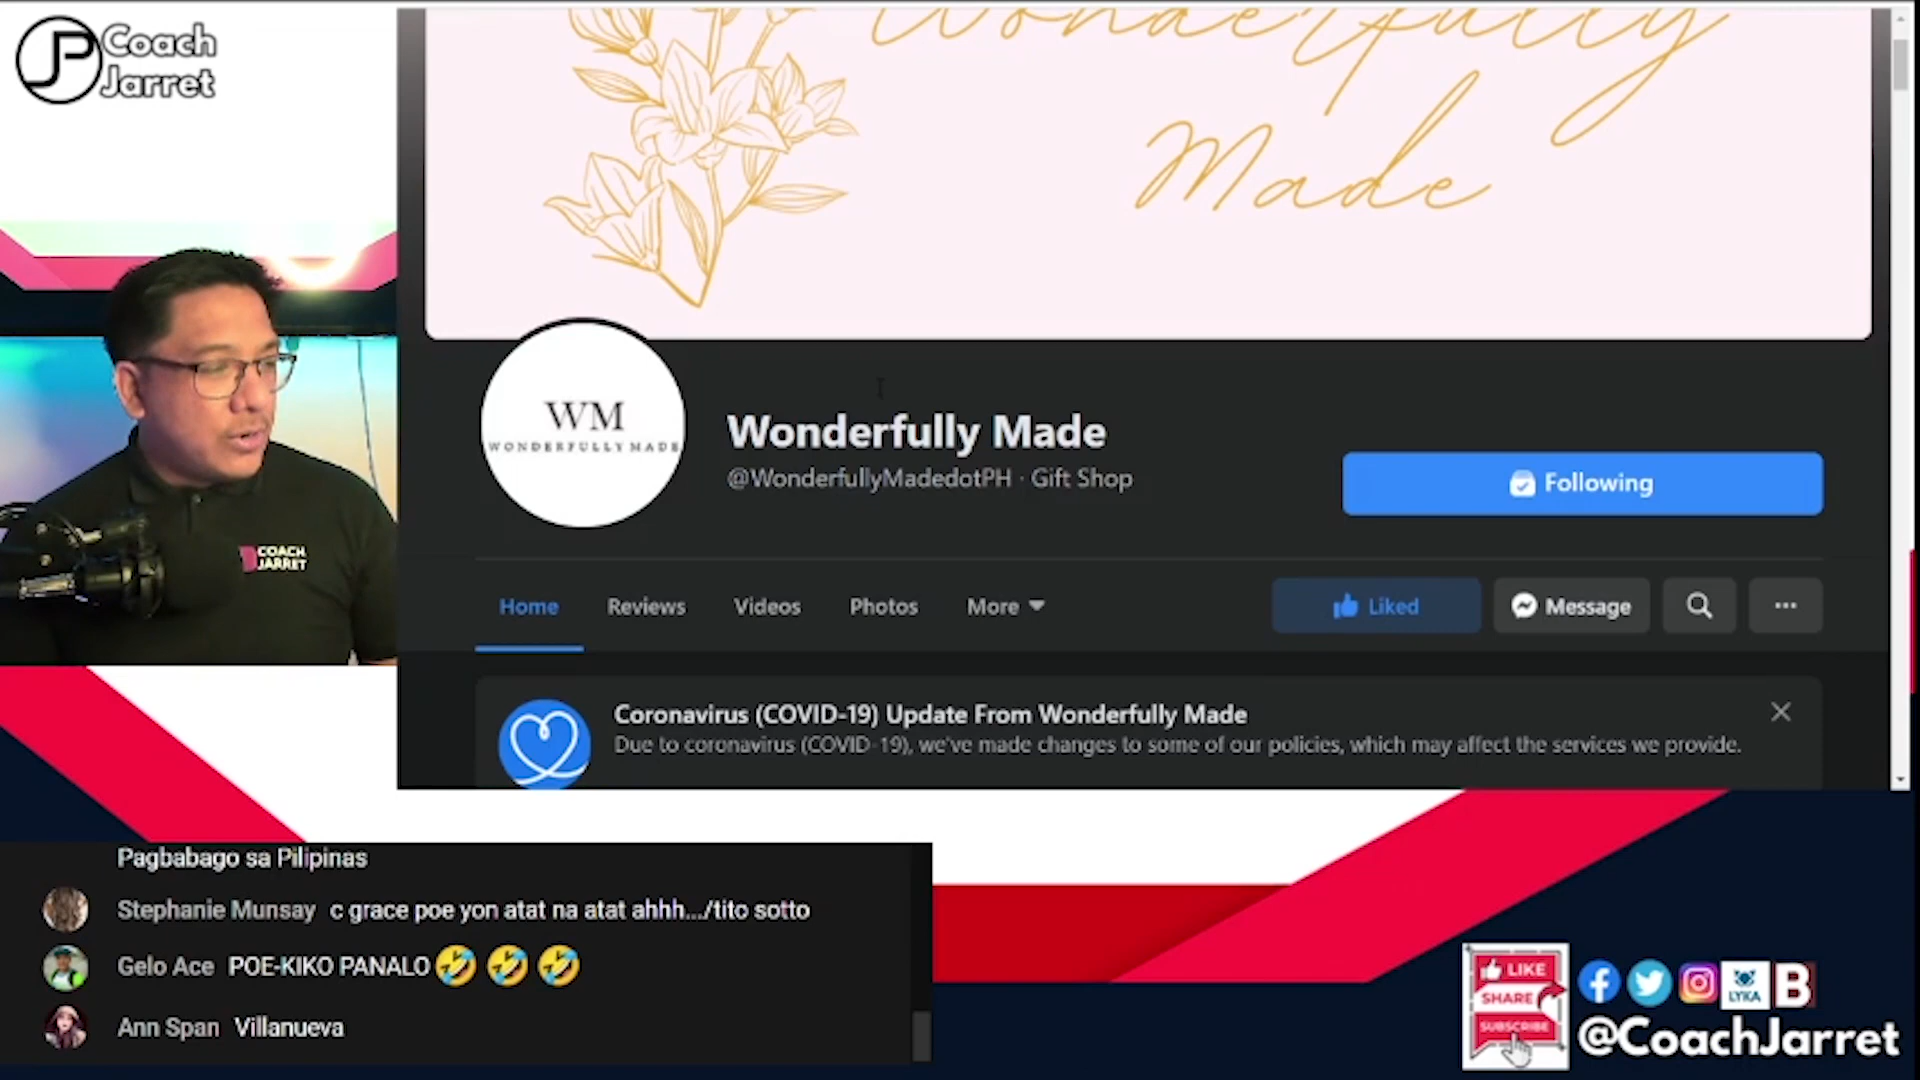 Coach
Jarret
Wonderfully
Made
WM
WONDERFULLY MADE
Wonderfully Made
@WonderfullyMadedotPH · Gift Shop
Following
Home
Reviews
Videos
Photos
More
Liked
Message
Coronavirus (COVID-19) Update From Wonderfully Made
Due to coronavirus (COVID-19), we've made changes to some of our policies, which may affect the services we provide.
COACH
JARRET
Pagbabago sa Pilipinas
Stephanie Munsay c grace poe yon atat na atat ahhh.../tito sotto
Gelo Ace POE-KIKO PANALO🤣🤣🤣
Ann Span Villanueva
LIKE
SHARE
SUBSCRIBE
LYKA
B
@CoachJarret